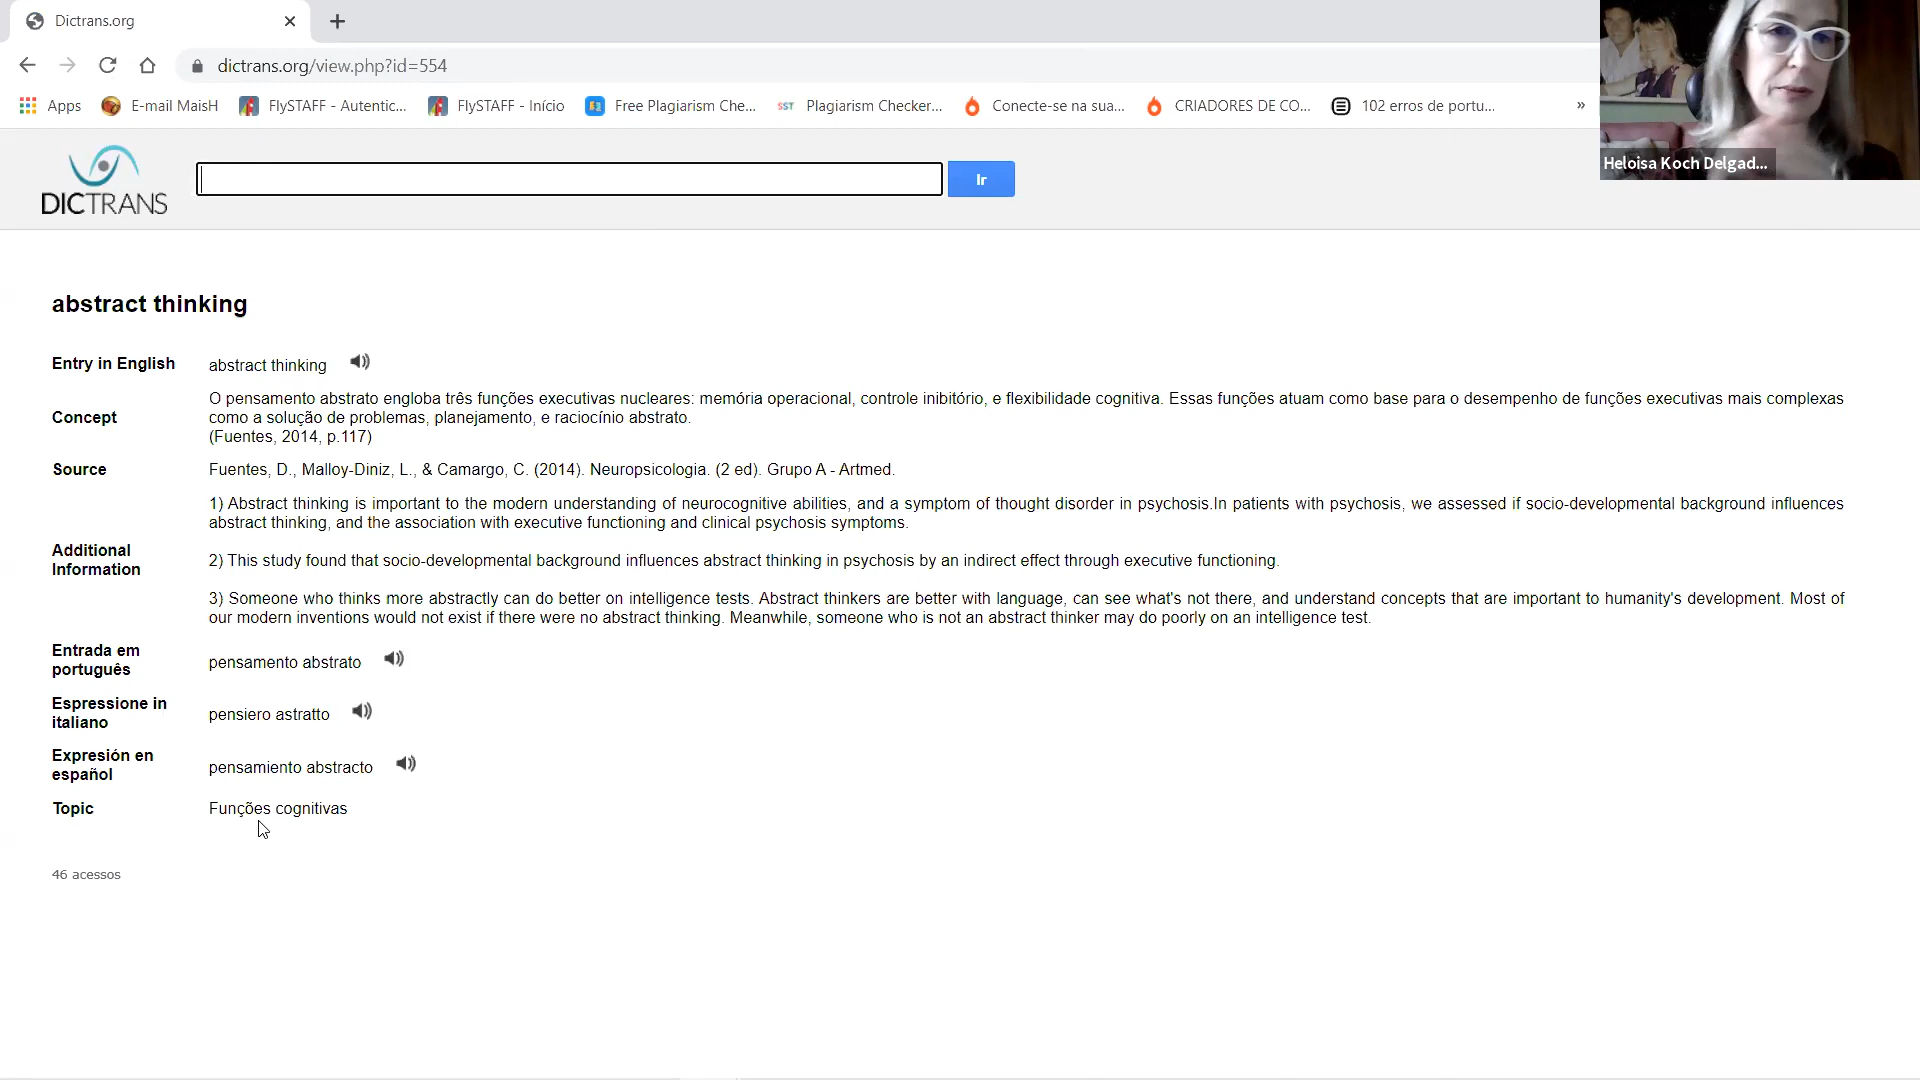 Dictrans.org
dictrans.org/view.php?id=554
Apps E-mail MaisH FlySTAFF - Autentic... FlySTAFF - Início Free Plagiarism Che... SST Plagiarism Checker... Conecte-se na sua... CRIADORES DE CO... 102 erros de portu... »
Heloisa Koch Delgad...
DICTRANS
Ir
abstract thinking
Entry in English abstract thinking
Concept
O pensamento abstrato engloba três funções executivas nucleares: memória operacional, controle inibitório, e flexibilidade cognitiva. Essas funções atuam como base para o desempenho de funções executivas mais complexas
como a solução de problemas, planejamento, e raciocínio abstrato.
(Fuentes, 2014, p.117)
Source Fuentes, D., Malloy-Diniz, L., & Camargo, C. (2014). Neuropsicologia. (2 ed). Grupo A - Artmed.
Additional
Information
1) Abstract thinking is important to the modern understanding of neurocognitive abilities, and a symptom of thought disorder in psychosis.In patients with psychosis, we assessed if socio-developmental background influences
abstract thinking, and the association with executive functioning and clinical psychosis symptoms.
2) This study found that socio-developmental background influences abstract thinking in psychosis by an indirect effect through executive functioning.
3) Someone who thinks more abstractly can do better on intelligence tests. Abstract thinkers are better with language, can see what's not there, and understand concepts that are important to humanity's development. Most of
our modern inventions would not exist if there were no abstract thinking. Meanwhile, someone who is not an abstract thinker may do poorly on an intelligence test.
Entrada em
português
pensamento abstrato
Espressione in
italiano
pensiero astratto
Expresión en
español
pensamiento abstracto
Topic Funções cognitivas
46 acessos